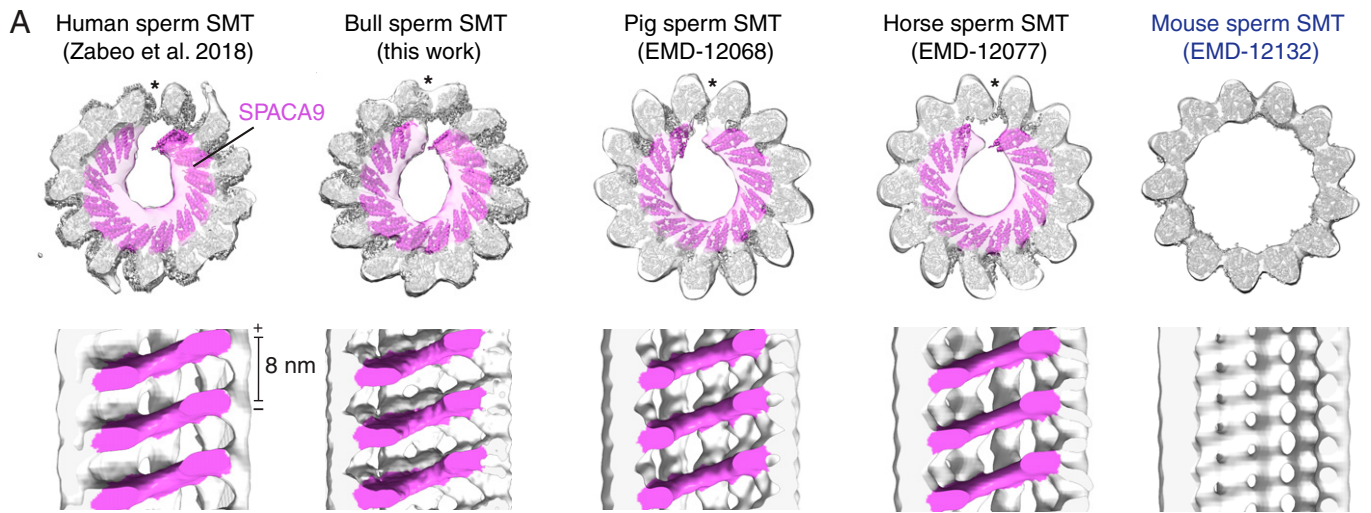 A
Human sperm SMT
(Zabeo et al. 2018)
Bull sperm SMT
(this work)
Pig sperm SMT
(EMD-12068)
Horse sperm SMT
(EMD-12077)
Mouse sperm SMT
(EMD-12132)
*
*
*
*
SPACA9
+
8 nm
–